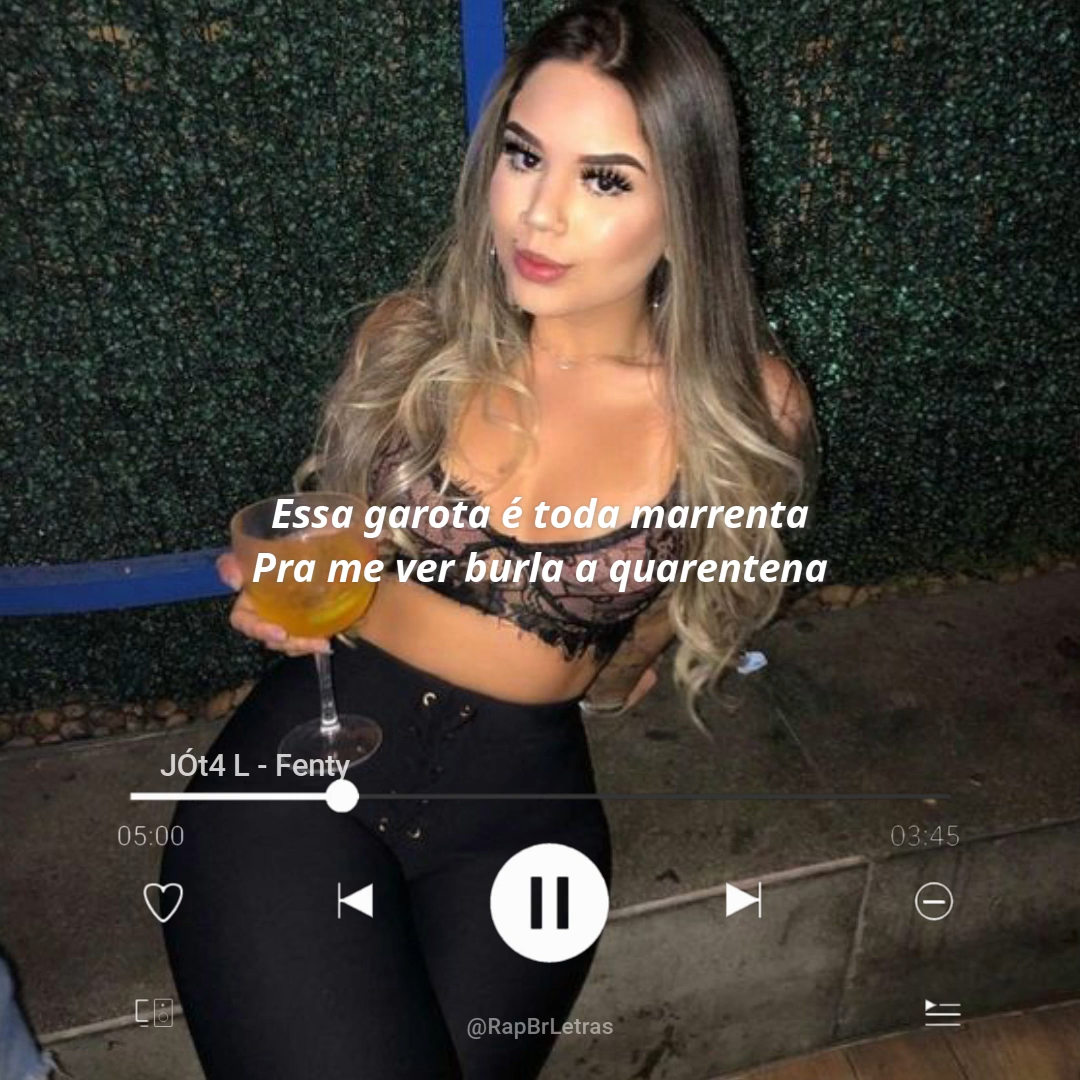 Essa garota é toda marrenta
Pra me ver burla a quarentena
JÓt4 L - Fenty
05:00
03:45
@RapBrLetras